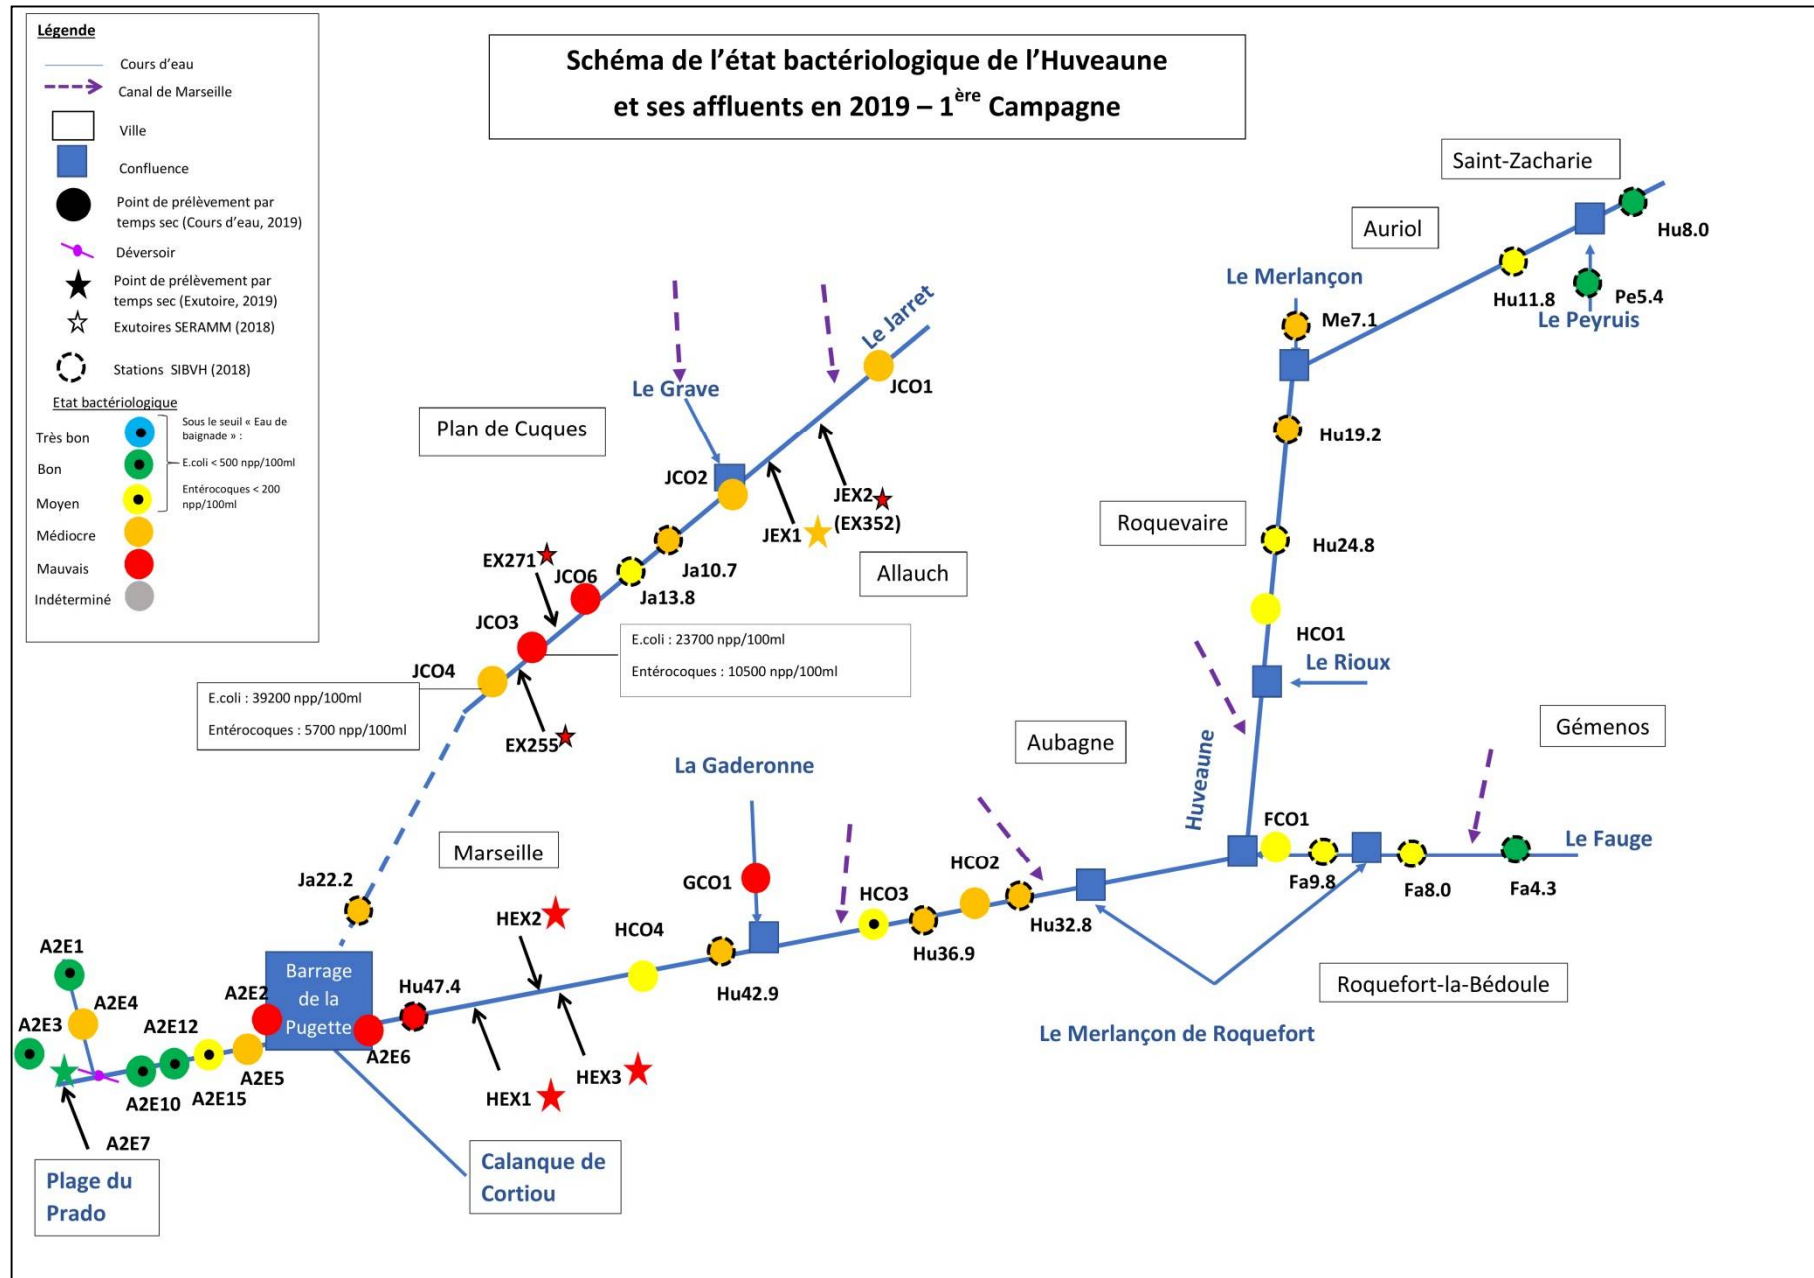 Légende
Cours d'eau
Canal de Marseille
Ville
Confluence
Point de prélèvement par
temps sec (Cours d'eau, 2019)
Déversoir
Point de prélèvement par
temps sec (Exutoire, 2019)
Exutoires SERAMM (2018)
Stations SIBVH (2018)
Etat bactériologique
Très bon
Bon
Moyen
Médiocre
Mauvais
Indéterminé
Sous le seuil « Eau de
baignade » :
E.coli < 500 npp/100ml
Entérocoques < 200
npp/100ml
Schéma de l'état bactériologique de l'Huveaune
et ses affluents en 2019 – 1ère Campagne
Saint-Zacharie
Auriol
Hu8.0
Le Merlançon
Hu11.8
Pe5.4
Le Peyruis
Me7.1
Le Jarret
JCO1
Le Grave
Plan de Cuques
Hu19.2
JCO2
JEX2
(EX352)
JEX1
Roquevaire
Hu24.8
EX271
JCO6
Ja10.7
Ja13.8
Allauch
JCO3
E.coli : 23700 npp/100ml
Entérocoques : 10500 npp/100ml
HCO1
Le Rioux
JCO4
E.coli : 39200 npp/100ml
Entérocoques : 5700 npp/100ml
EX255
Aubagne
Gémenos
La Gaderonne
Huveaune
FCO1
Le Fauge
Marseille
Fa9.8
Fa8.0
Fa4.3
Ja22.2
GCO1
HCO3
HCO2
Hu32.8
HEX2
HCO4
Hu36.9
A2E1
Barrage
de la
Pugette
Hu47.4
Hu42.9
Roquefort-la-Bédoule
A2E4
A2E2
A2E3
A2E12
A2E6
Le Merlançon de Roquefort
A2E5
HEX3
A2E10
A2E15
HEX1
A2E7
Plage du
Prado
Calanque de
Cortiou